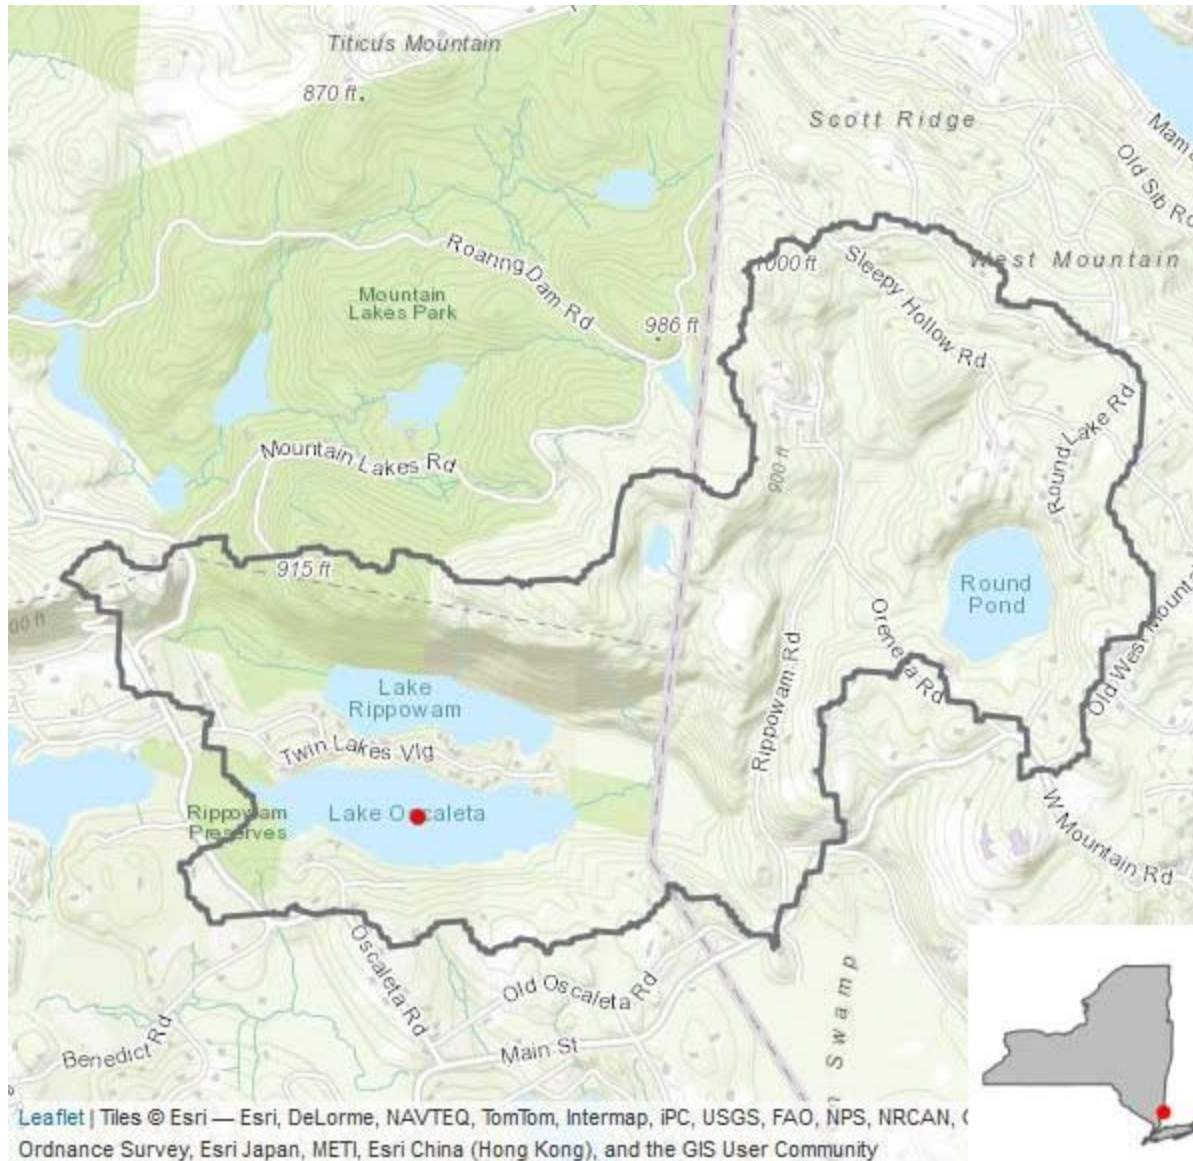 Titicus Mountain
870 ft.
Scott Ridge
Old Sib
Roaring Dam Rd
Mountain
Lakes Park
986 ft
1000 ft
Sleepy Hollow Rd
West Mountain
Mountain Lakes Rd
900 ft
Round Lake Rd
915 ft
00 ft
Round
Pond
Oreneca Rd
Old West Mount
Rippowam Rd
Lake
Rippowam
Twin Lakes Vlg
Rippowam
Preserves
Lake Oscaleta
W Mountain Rd
Oscaleta Rd
Old Oscaleta Rd
Swamp
Benedict Rd
Main St
Leaflet | Tiles © Esri — Esri, DeLorme, NAVTEQ, TomTom, Intermap, iPC, USGS, FAO, NPS, NRCAN,
Ordnance Survey, Esri Japan, METI, Esri China (Hong Kong), and the GIS User Community